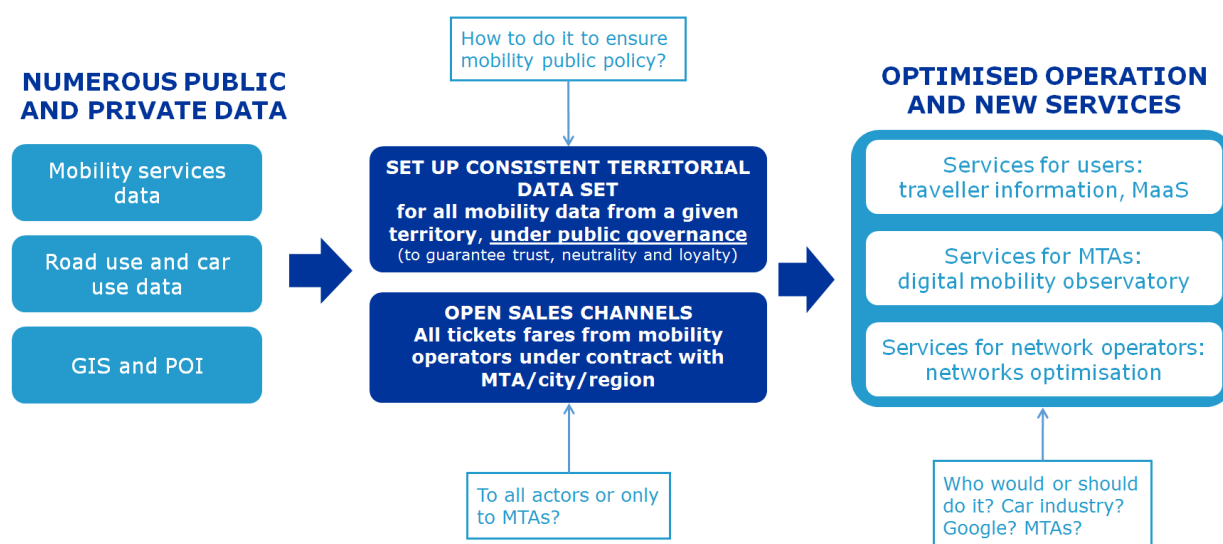 How to do it to ensure
mobility public policy?
NUMEROUS PUBLIC
AND PRIVATE DATA
Mobility services
data
Road use and car
use data
GIS and POI
SET UP CONSISTENT TERRITORIAL
DATA SET
for all mobility data from a given
territory, under public governance
(to guarantee trust, neutrality and loyalty)
OPEN SALES CHANNELS
All tickets fares from mobility
operators under contract with
MTA/city/region
To all actors or only
to MTAs?
OPTIMISED OPERATION
AND NEW SERVICES
Services for users:
traveller information, MaaS
Services for MTAs:
digital mobility observatory
Services for network operators:
networks optimisation
Who would or should
do it? Car industry?
Google? MTAs?